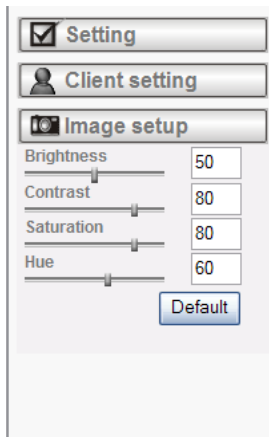 Setting
Client setting
Image setup
Brightness 50
Contrast 80
Saturation 80
Hue 60
Default